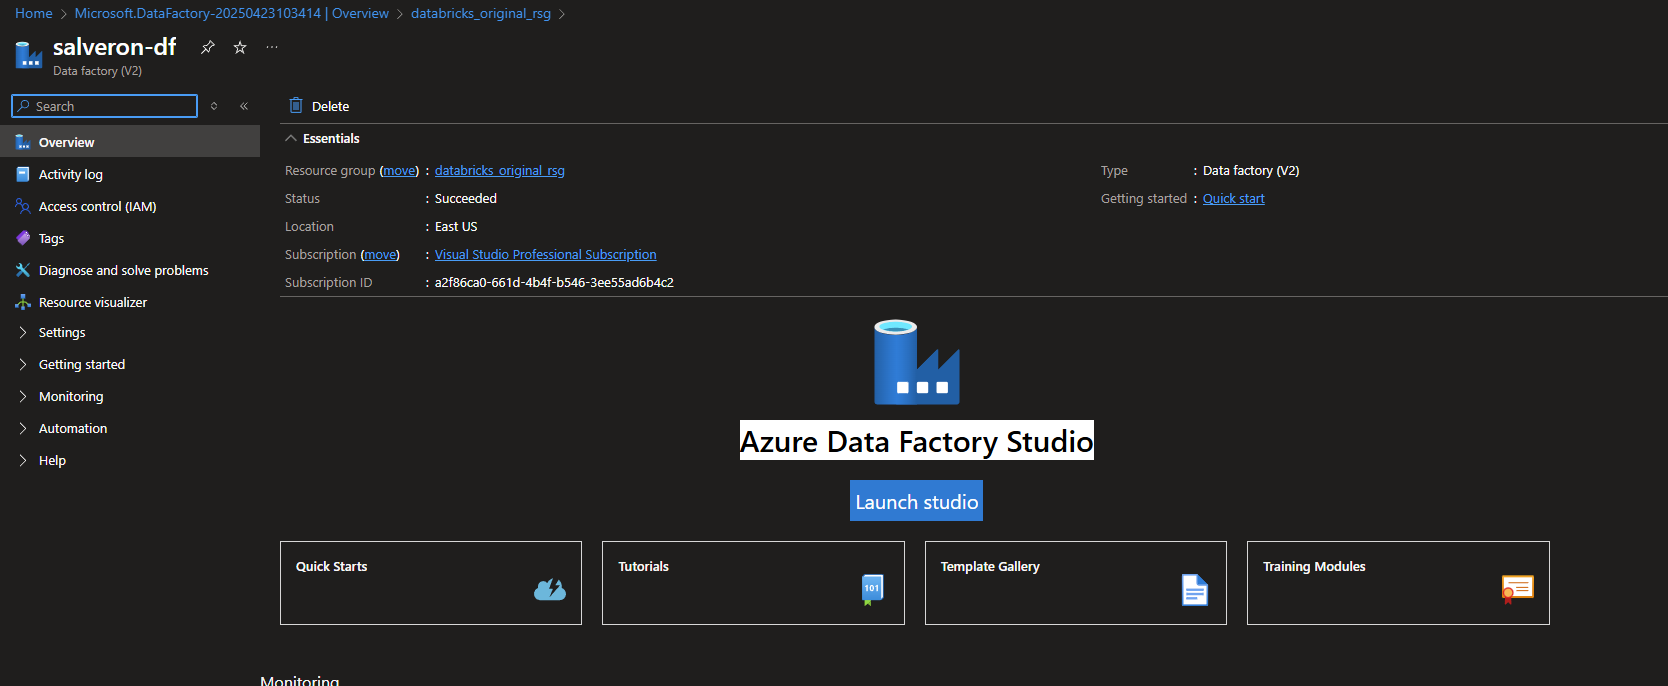 Home > Microsoft.DataFactory-20250423103414 | Overview > databricks_original_rsg >
salveron-df
Data factory (V2)
Search
Overview
Activity log
Access control (IAM)
Tags
Diagnose and solve problems
Resource visualizer
Settings
Getting started
Monitoring
Automation
Help
Delete
Essentials
Resource group (move) : databricks_original_rsg
Status : Succeeded
Location : East US
Subscription (move) : Visual Studio Professional Subscription
Subscription ID : a2f86ca0-661d-4b4f-b546-3ee55ad6b4c2
Type : Data factory (V2)
Getting started : Quick start
Azure Data Factory Studio
Launch studio
Quick Starts
Tutorials
101
Template Gallery
Training Modules
Monitoring